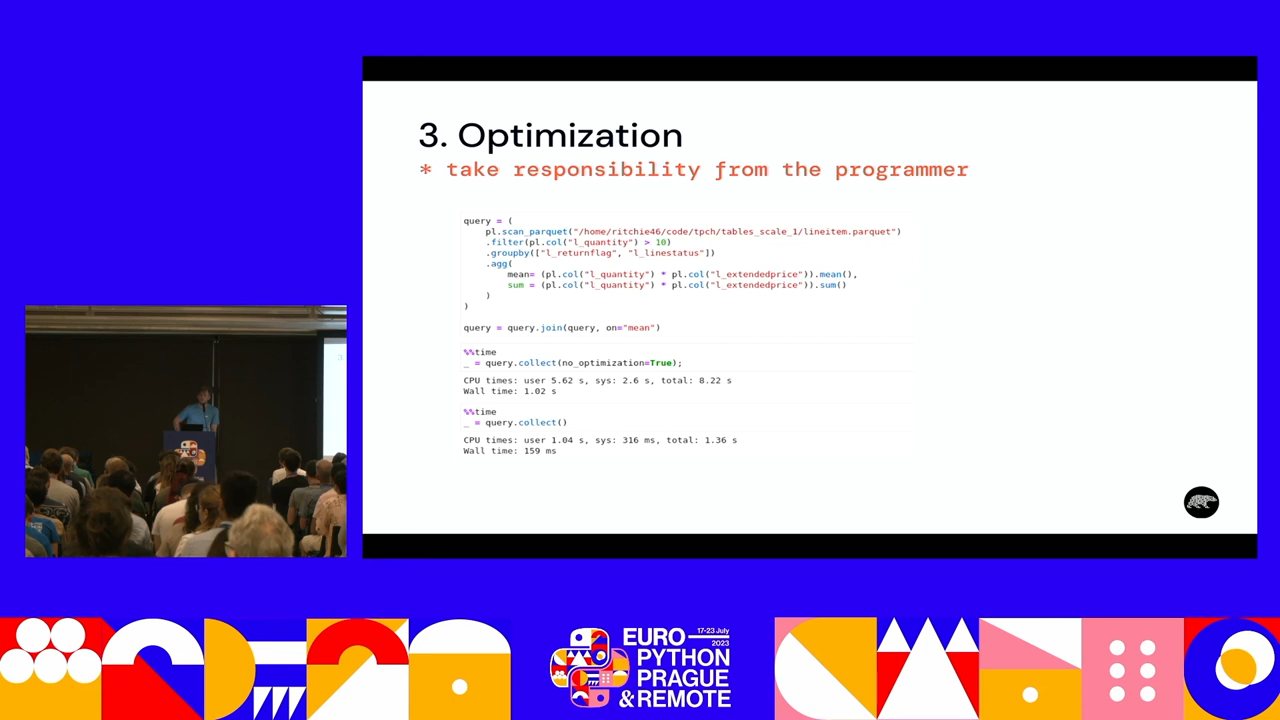 3. Optimization
* take responsibility from the programmer
query = (
    pl.scan_parquet("/home/ritchie46/code/tpch/tables_scale_1/lineitem.parquet")
    .filter(pl.col("l_quantity") > 10)
    .groupby(["l_returnflag", "l_linestatus"])
    .agg(
        mean= (pl.col("l_quantity") * pl.col("l_extendedprice")).mean(),
        sum = (pl.col("l_quantity") * pl.col("l_extendedprice")).sum()
    )
)
query = query.join(query, on="mean")
%%time
_ = query.collect(no_optimization=True);
CPU times: user 5.62 s, sys: 2.6 s, total: 8.22 s
Wall time: 1.02 s
%%time
_ = query.collect()
CPU times: user 1.04 s, sys: 316 ms, total: 1.36 s
Wall time: 159 ms
EURO 17-23 July 2023
PYTHON
PRAGUE
& REMOTE